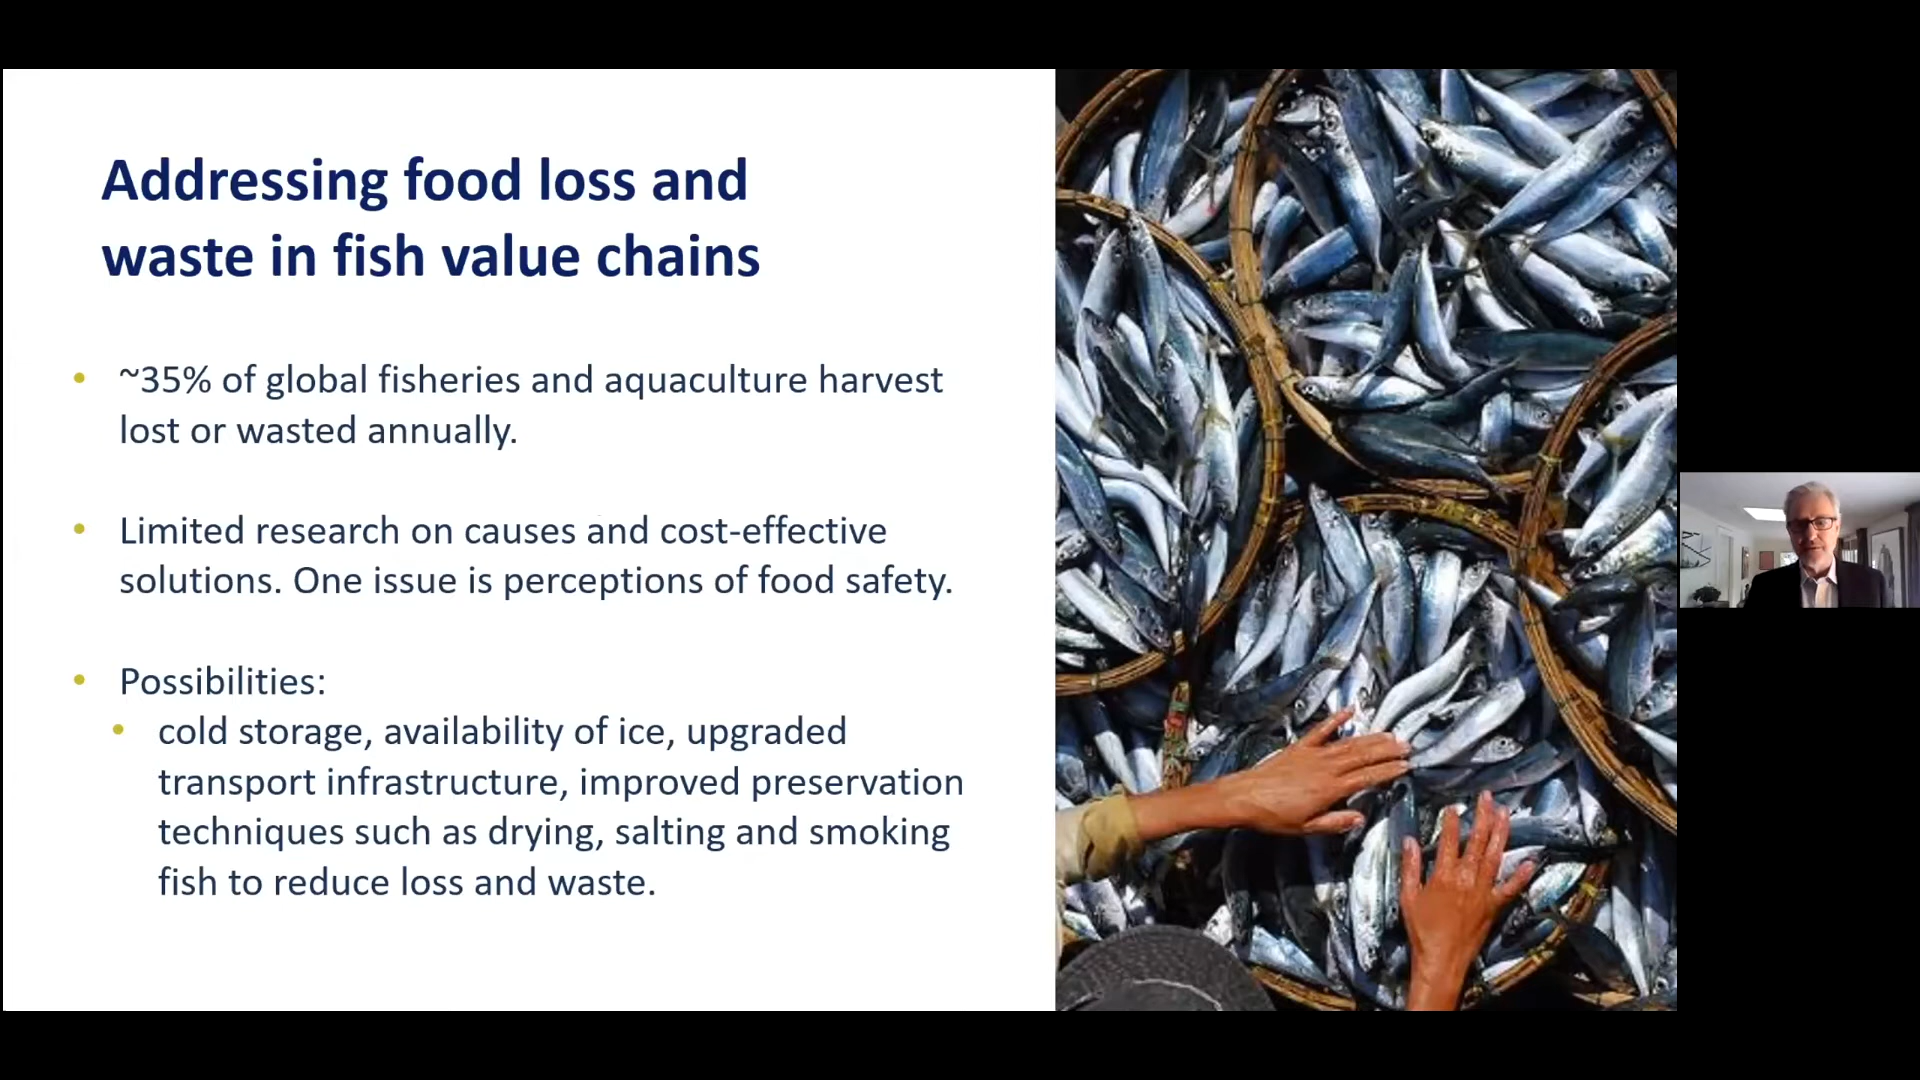 Addressing food loss and
waste in fish value chains
• ~35% of global fisheries and aquaculture harvest
lost or wasted annually.
• Limited research on causes and cost-effective
solutions. One issue is perceptions of food safety.
• Possibilities:
• cold storage, availability of ice, upgraded
transport infrastructure, improved preservation
techniques such as drying, salting and smoking
fish to reduce loss and waste.